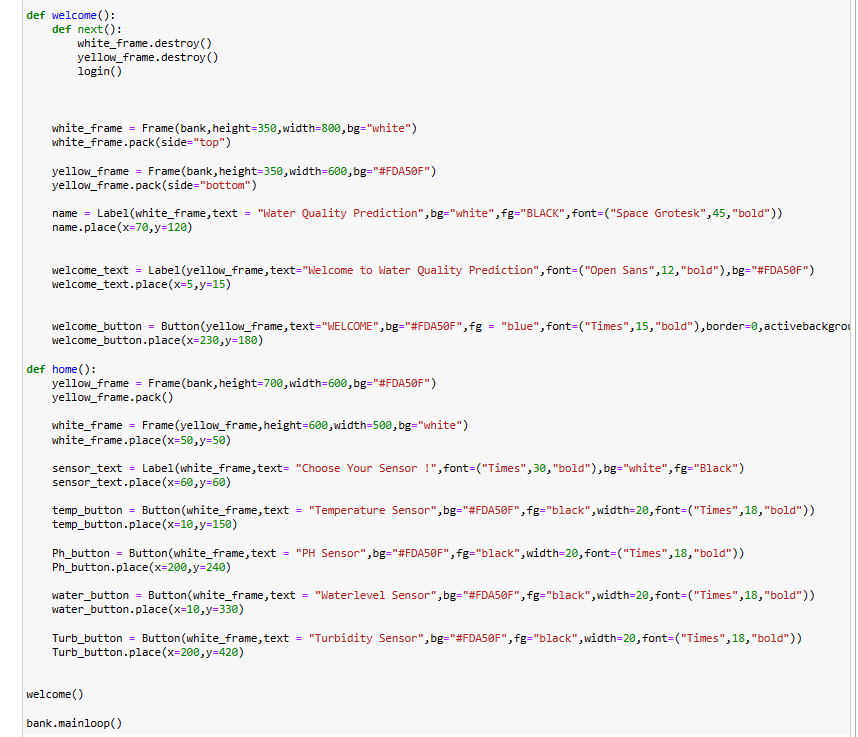 def welcome():
    def next():
        white_frame.destroy()
        yellow_frame.destroy()
        login()
    white_frame = Frame(bank,height=350,width=800,bg="white")
    white_frame.pack(side="top")
    yellow_frame = Frame(bank,height=350,width=600,bg="#FDA50F")
    yellow_frame.pack(side="bottom")
    name = Label(white_frame,text = "Water Quality Prediction",bg="white",fg="BLACK",font=("Space Grotesk",45,"bold"))
    name.place(x=70,y=120)
    welcome_text = Label(yellow_frame,text="Welcome to Water Quality Prediction",font=("Open Sans",12,"bold"),bg="#FDA50F")
    welcome_text.place(x=5,y=15)
    welcome_button = Button(yellow_frame,text="WELCOME",bg="#FDA50F",fg = "blue",font=("Times",15,"bold"),border=0,activebackgrou
    welcome_button.place(x=230,y=180)
def home():
    yellow_frame = Frame(bank,height=700,width=600,bg="#FDA50F")
    yellow_frame.pack()
    white_frame = Frame(yellow_frame,height=600,width=500,bg="white")
    white_frame.place(x=50,y=50)
    sensor_text = Label(white_frame,text= "Choose Your Sensor !",font=("Times",30,"bold"),bg="white",fg="Black")
    sensor_text.place(x=60,y=60)
    temp_button = Button(white_frame,text = "Temperature Sensor",bg="#FDA50F",fg="black",width=20,font=("Times",18,"bold"))
    temp_button.place(x=10,y=150)
    Ph_button = Button(white_frame,text = "PH Sensor",bg="#FDA50F",fg="black",width=20,font=("Times",18,"bold"))
    Ph_button.place(x=200,y=240)
    water_button = Button(white_frame,text = "Waterlevel Sensor",bg="#FDA50F",fg="black",width=20,font=("Times",18,"bold"))
    water_button.place(x=10,y=330)
    Turb_button = Button(white_frame,text = "Turbidity Sensor",bg="#FDA50F",fg="black",width=20,font=("Times",18,"bold"))
    Turb_button.place(x=200,y=420)
welcome()
bank.mainloop()